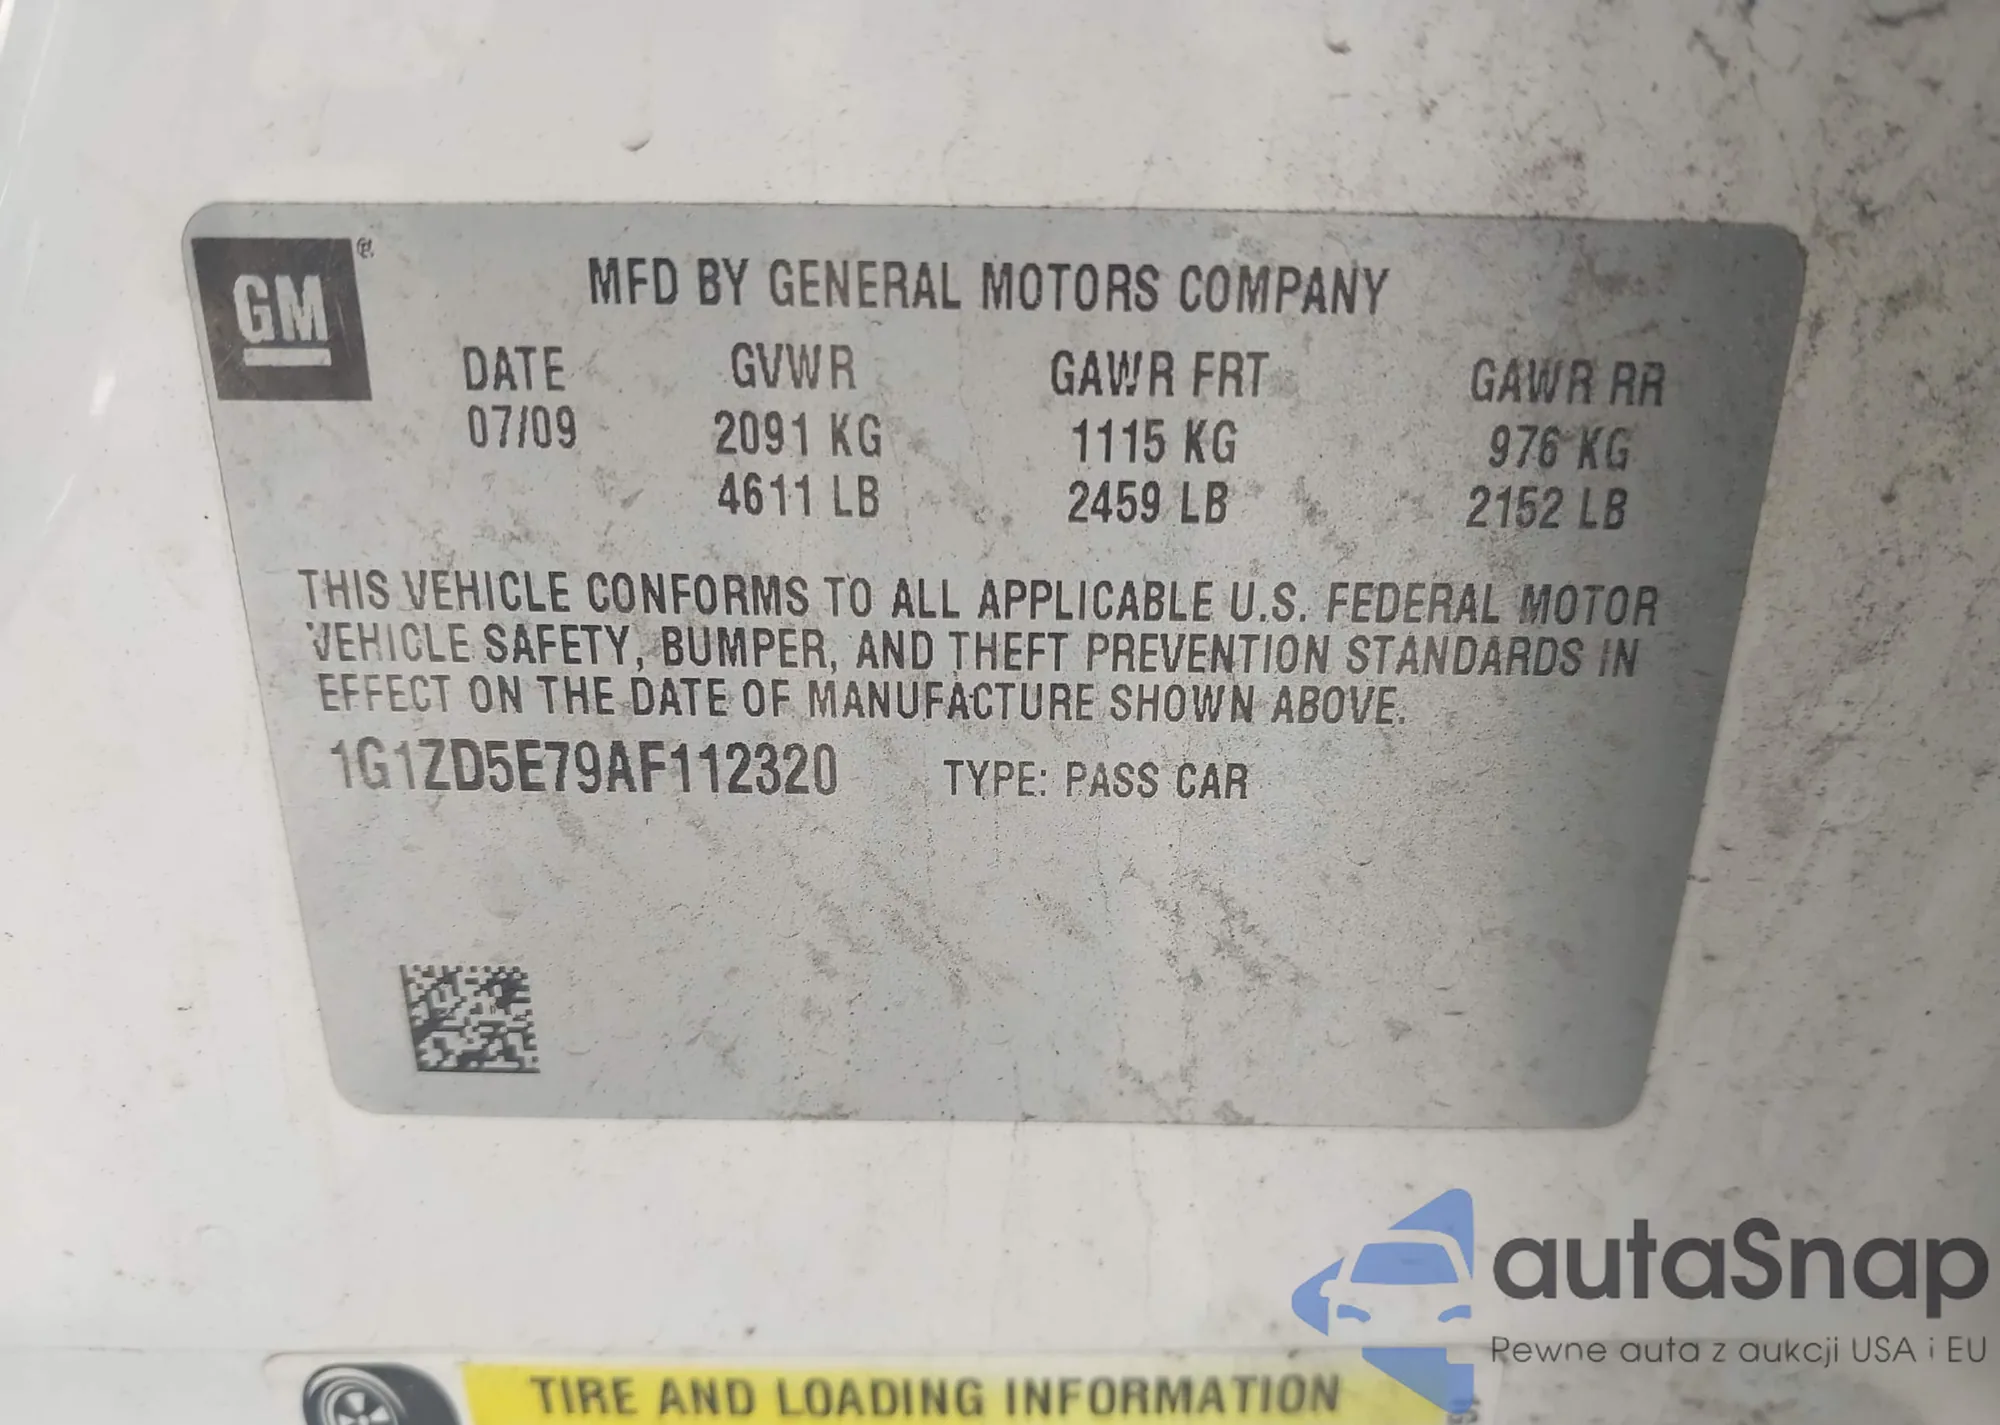 GM
®
MFD BY GENERAL MOTORS COMPANY
DATE GVWR GAWR FRT GAWR RR
07/09 2091 KG 1115 KG 976 KG
4611 LB 2459 LB 2152 LB
THIS VEHICLE CONFORMS TO ALL APPLICABLE U.S. FEDERAL MOTOR
VEHICLE SAFETY, BUMPER, AND THEFT PREVENTION STANDARDS IN
EFFECT ON THE DATE OF MANUFACTURE SHOWN ABOVE.
1G1ZD5E79AF112320 TYPE: PASS CAR
autaSnap
Pewne auta z aukcji USA i EU
TIRE AND LOADING INFORMATION